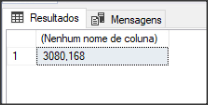 Resultados Mensagens
(Nenhum nome de coluna)
1 3080,168